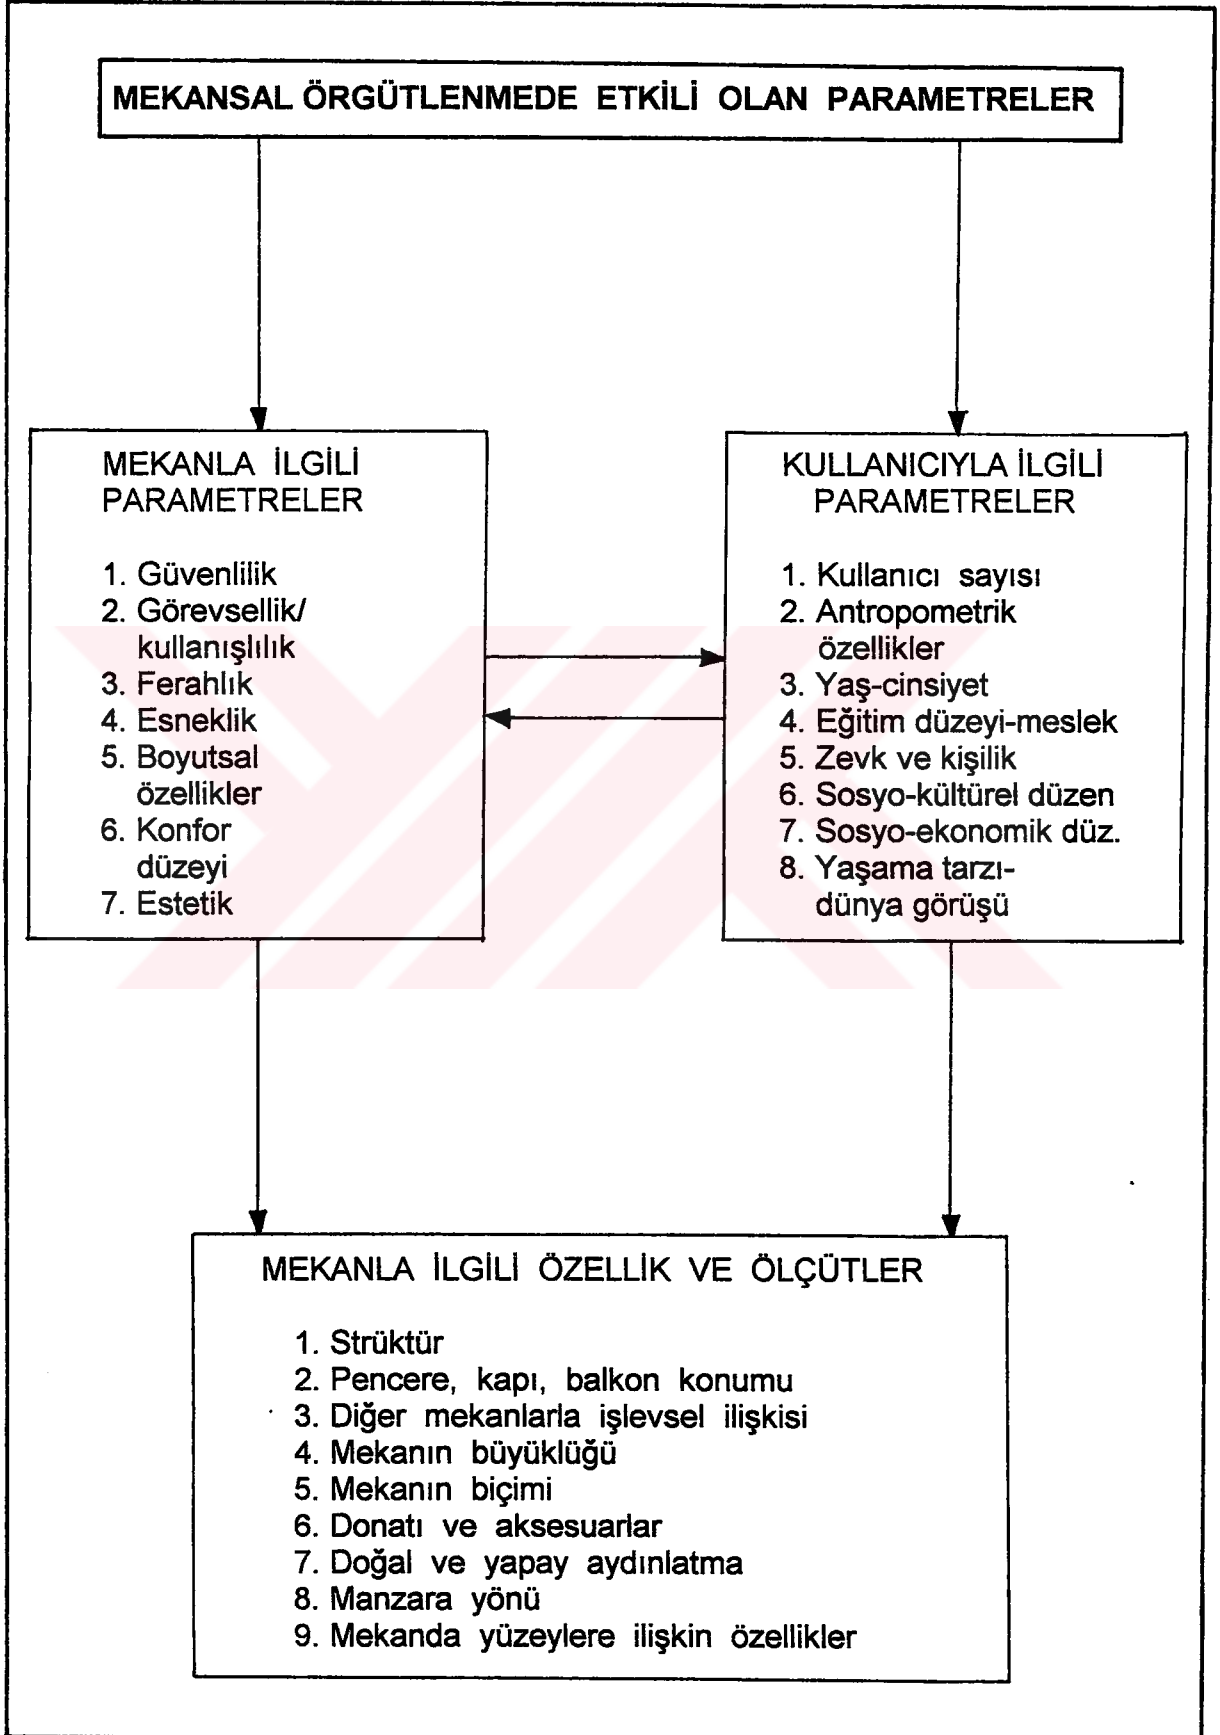 MEKANSAL ÖRGÜTLENMEDE ETKİLİ OLAN PARAMETRELER
MEKANLA İLGİLİ
PARAMETRELER
1. Güvenlilik
2. Görevsellik/
kullanışlılık
3. Ferahlık
4. Esneklik
5. Boyutsal
özellikler
6. Konfor
düzeyi
7. Estetik
KULLANICIYLA İLGİLİ
PARAMETRELER
1. Kullanıcı sayısı
2. Antropometrik
özellikler
3. Yaş-cinsiyet
4. Eğitim düzeyi-meslek
5. Zevk ve kişilik
6. Sosyo-kültürel düzen
7. Sosyo-ekonomik düz.
8. Yaşama tarzı-
dünya görüşü
MEKANLA İLGİLİ ÖZELLİK VE ÖLÇÜTLER
1. Strüktür
2. Pencere, kapı, balkon konumu
3. Diğer mekanlarla işlevsel ilişkisi
4. Mekanın büyüklüğü
5. Mekanın biçimi
6. Donatı ve aksesuarlar
7. Doğal ve yapay aydınlatma
8. Manzara yönü
9. Mekanda yüzeylere ilişkin özellikler